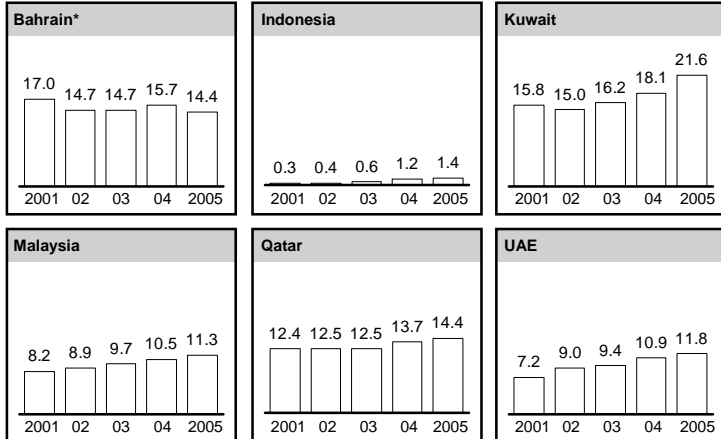 Bahrain*
17.0 14.7 14.7 15.7 14.4
2001 02 03 04 2005
Indonesia
0.3 0.4 0.6 1.2 1.4
2001 02 03 04 2005
Kuwait
15.8 15.0 16.2 18.1 21.6
2001 02 03 04 2005
Malaysia
8.2 8.9 9.7 10.5 11.3
2001 02 03 04 2005
Qatar
12.4 12.5 12.5 13.7 14.4
2001 02 03 04 2005
UAE
7.2 9.0 9.4 10.9 11.8
2001 02 03 04 2005